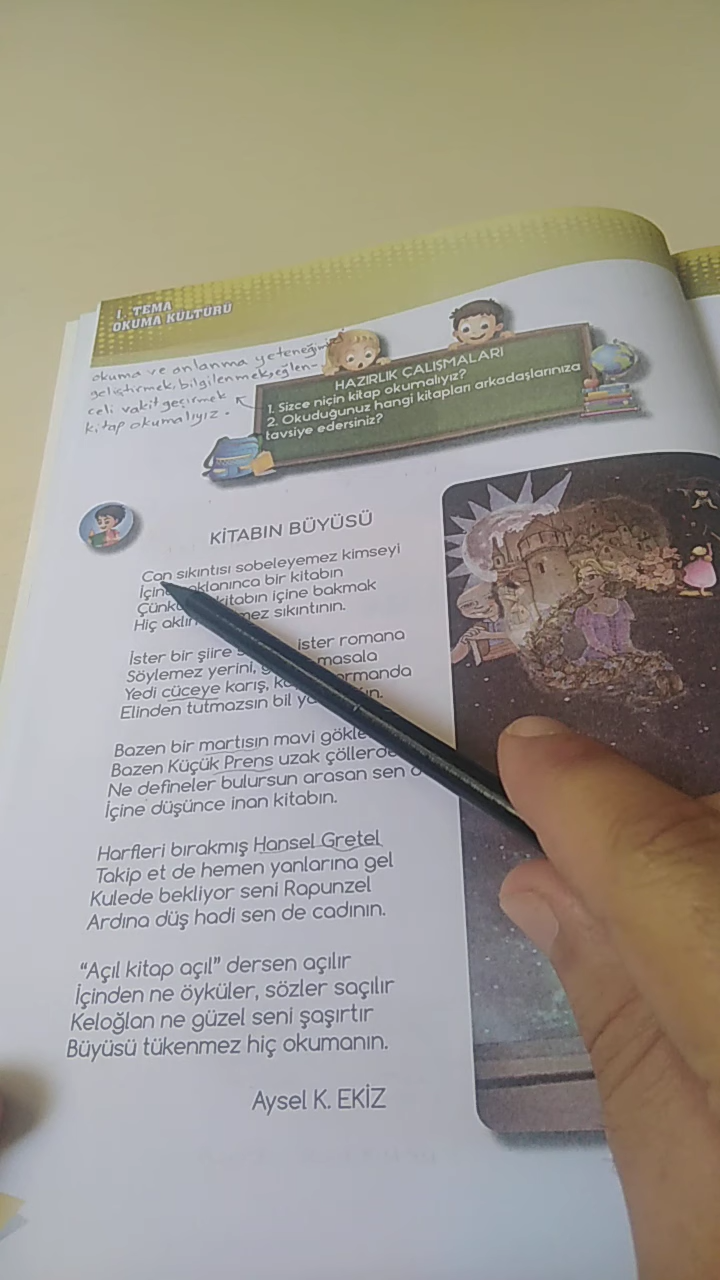 1. TEMA
OKUMA KÜLTÜRÜ
okuma ve anlanma yeteneğimizi
geliştirmek, bilgilenmek, eğlen-
celi vakit geçirmek
kitap okumalıyız.
HAZIRLIK ÇALIŞMALARI
1. Sizce niçin kitap okumalıyız?
2. Okuduğunuz hangi kitapları arkadaşlarınıza
tavsiye edersiniz?
KİTABIN BÜYÜSÜ
Can sıkıntısı sobeleyemez kimseyi
bir kitabın
kitabın içine bakmak
Hiç sıkıntının.
İster bir şiire ister romana
Söylemez yerini, masala
Yedi cüceye karış,
Elinden tutmazsın bil
Bazen bir martısın mavi
Bazen Küçük Prens uzak
Ne defineler bulursun arasan sen
İçine düşünce inan kitabın.
Harfleri bırakmış Hansel Gretel
Takip et de hemen yanlarına gel
Kulede bekliyor seni Rapunzel
Ardına düş hadi sen de cadının.
"Açıl kitap açıl" dersen açılır
İçinden ne öyküler, sözler saçılır
Keloğlan ne güzel seni şaşırtır
Büyüsü tükenmez hiç okumanın.
Aysel K. EKİZ